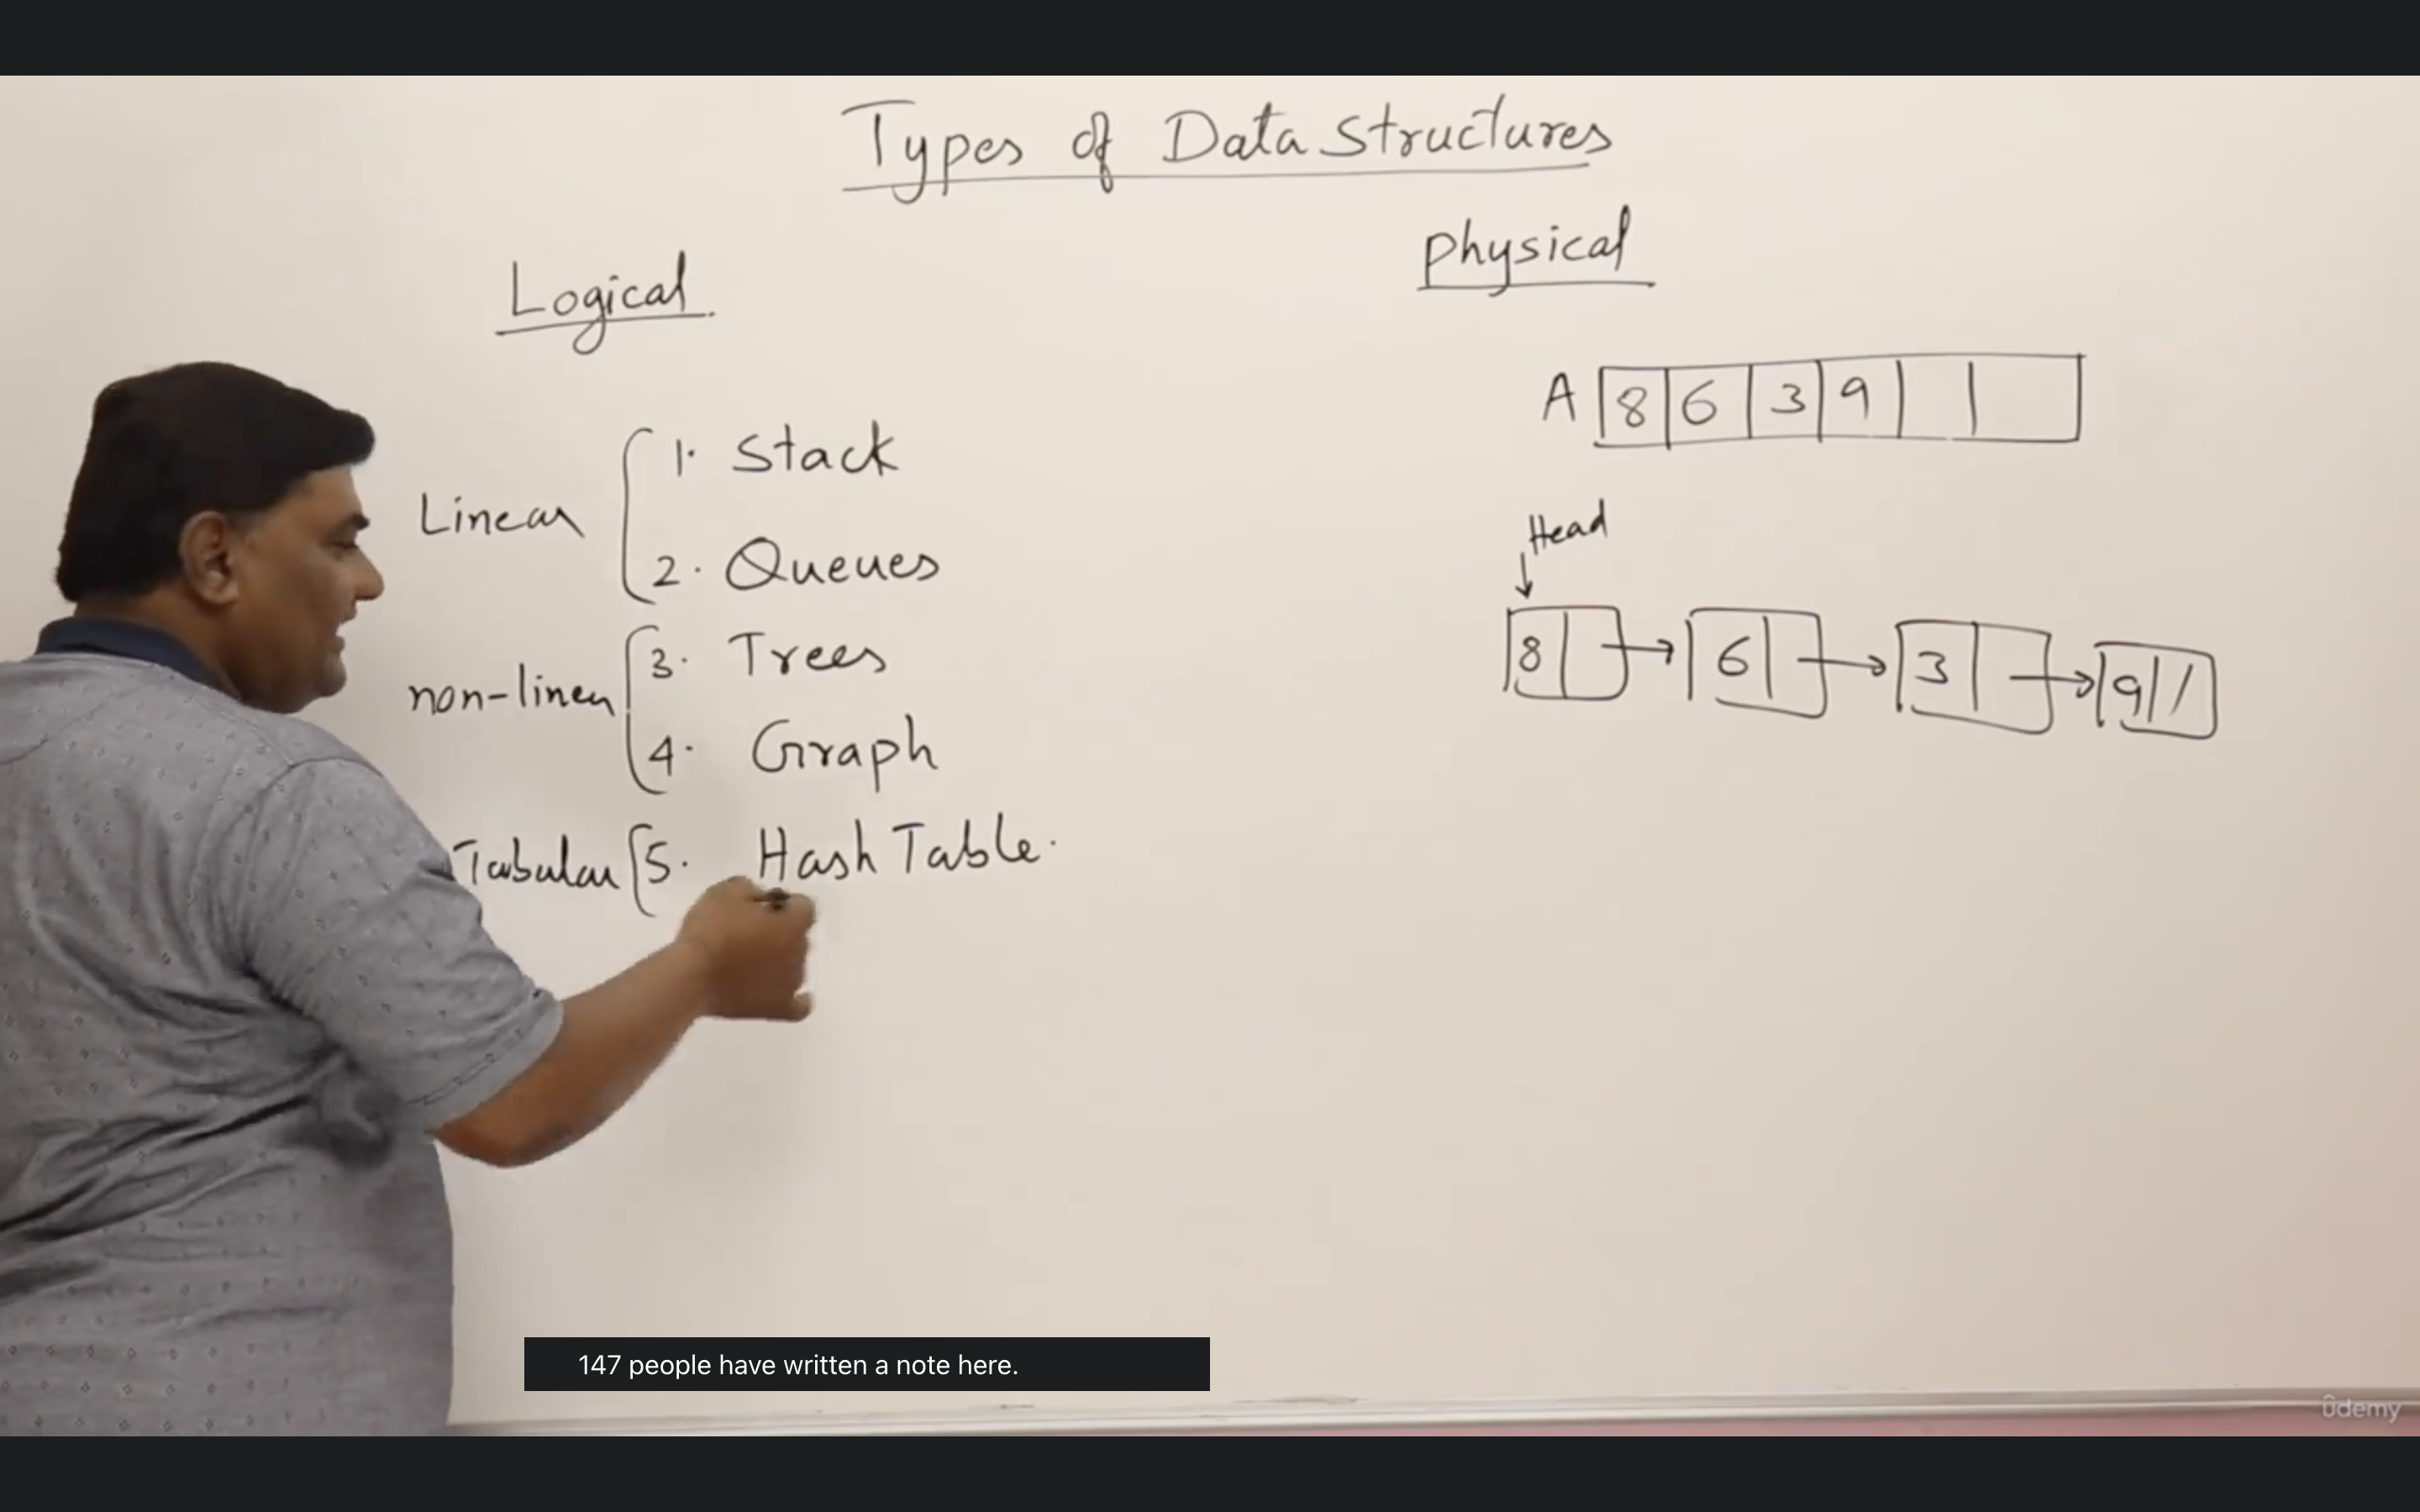 Types of Data Structures
Logical
Linear
1. Stack
2. Queues
non-linear
3. Trees
4. Graph
Tabular
5. Hash Table.
Physical
A 8 6 3 9
Head
8 6 3 9 /
147 people have written a note here.
ûdemy